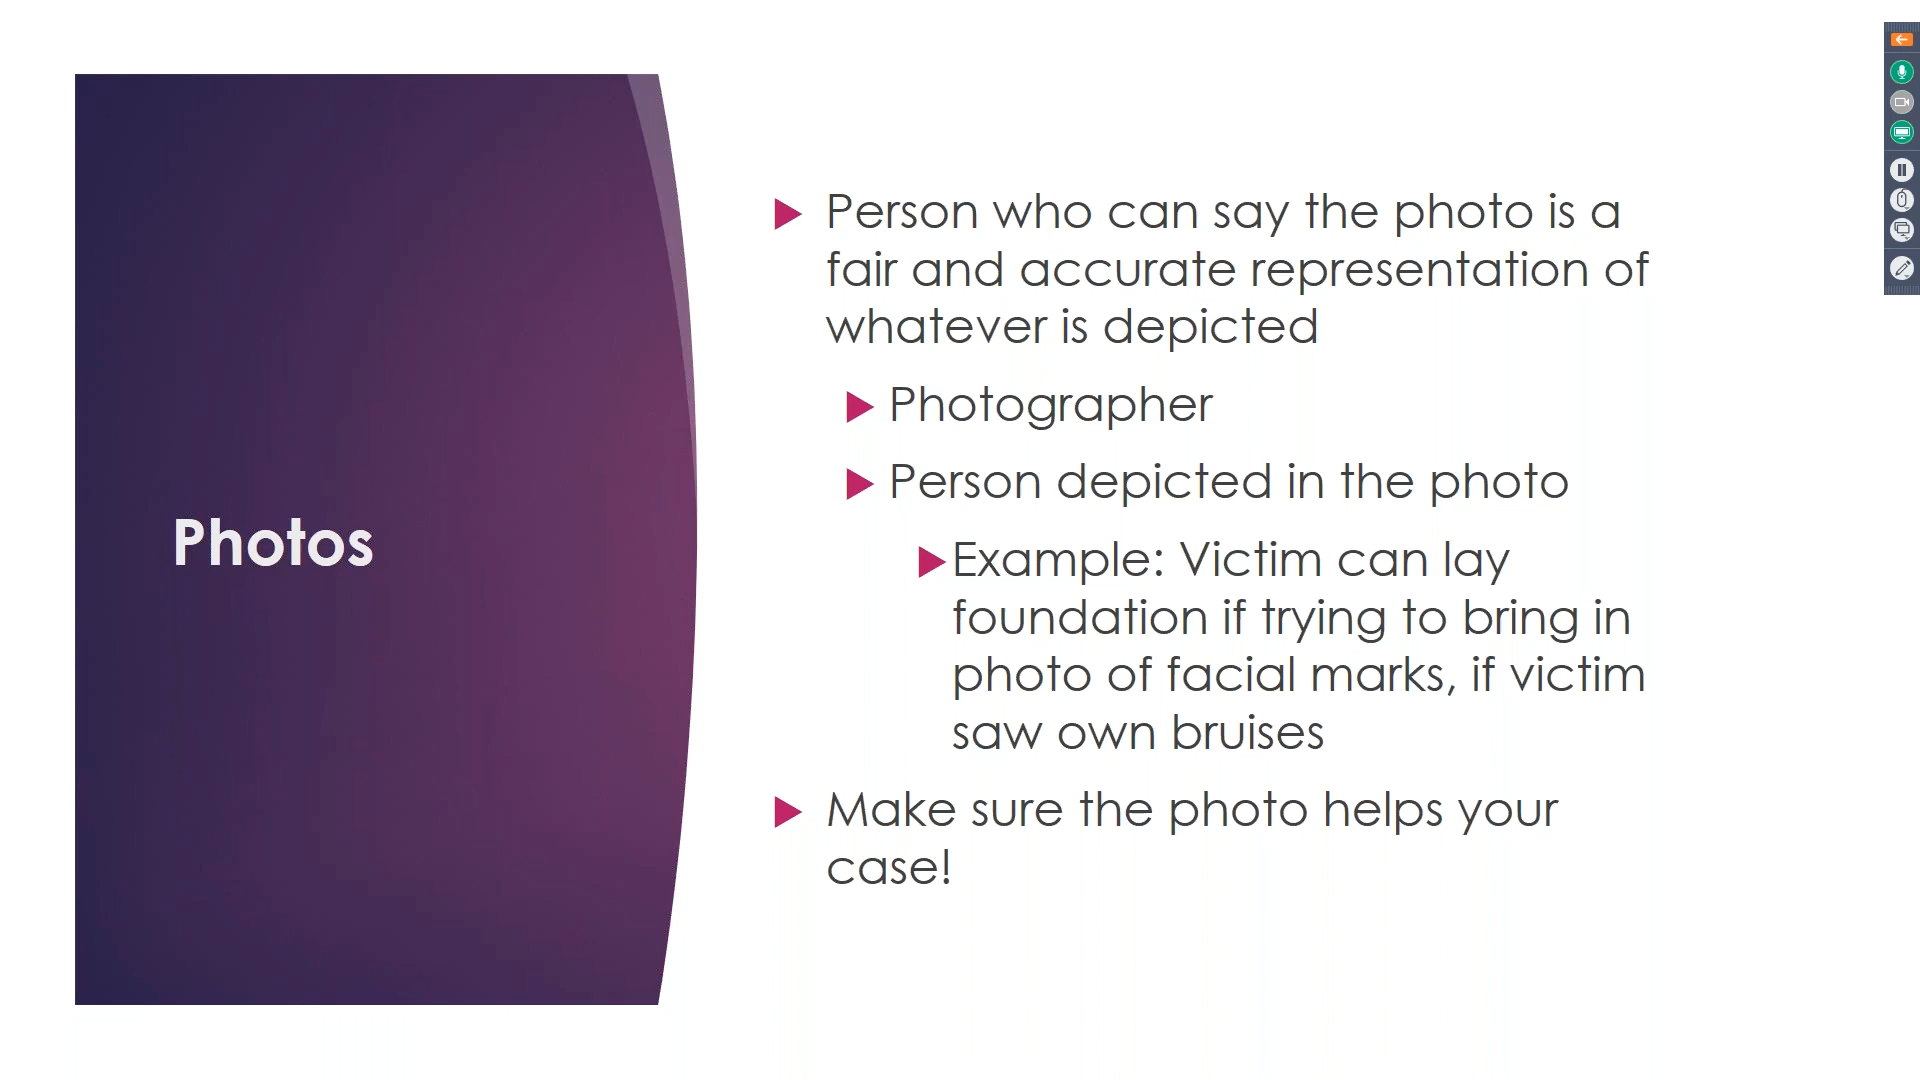 Photos
Person who can say the photo is a
fair and accurate representation of
whatever is depicted
Photographer
Person depicted in the photo
Example: Victim can lay
foundation if trying to bring in
photo of facial marks, if victim
saw own bruises
Make sure the photo helps your
case!